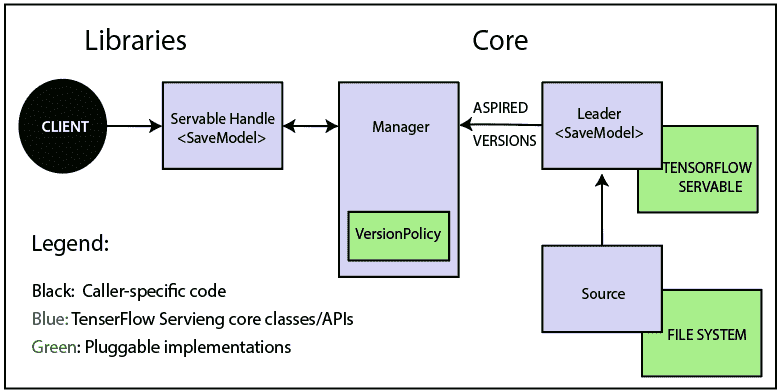 Libraries
Core
CLIENT
Servable Handle
<SaveModel>
Manager
VersionPolicy
ASPIRED
VERSIONS
Leader
<SaveModel>
TENSORFLOW
SERVABLE
Source
FILE SYSTEM
Legend:
Black: Caller-specific code
Blue: TenserFlow Servieng core classes/APIs
Green: Pluggable implementations